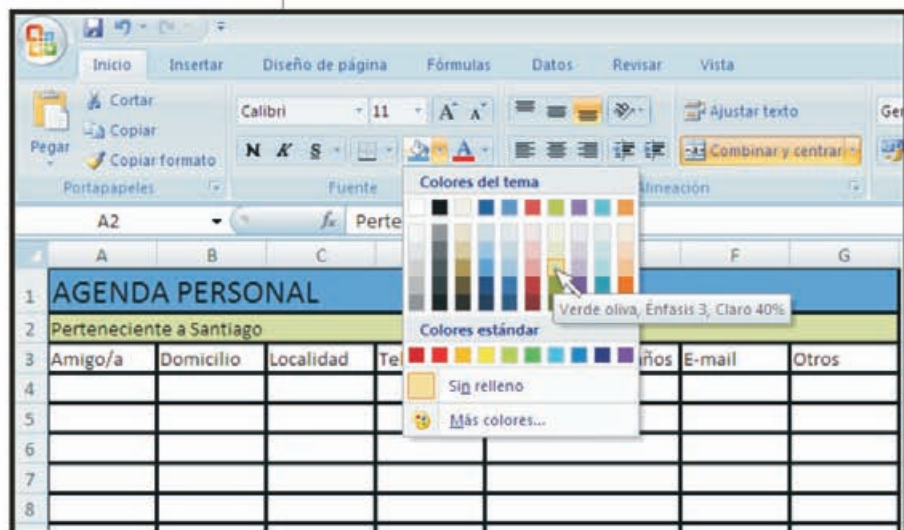 Inicio Insertar Diseño de página Fórmulas Datos Revisar Vista
Cortar
Copiar
Copiar formato
Pegar
Calibri 11
N K S
Ajustar texto
Combinar y centrar
Portapapeles Fuente Alineación
A2 fx Perte
Colores del tema
Verde oliva, Énfasis 3, Claro 40%
Colores estándar
Sin relleno
Más colores...
A B C F G
1 AGENDA PERSONAL
2 Perteneciente a Santiago
3 Amigo/a Domicilio Localidad Tel ños E-mail Otros
4
5
6
7
8